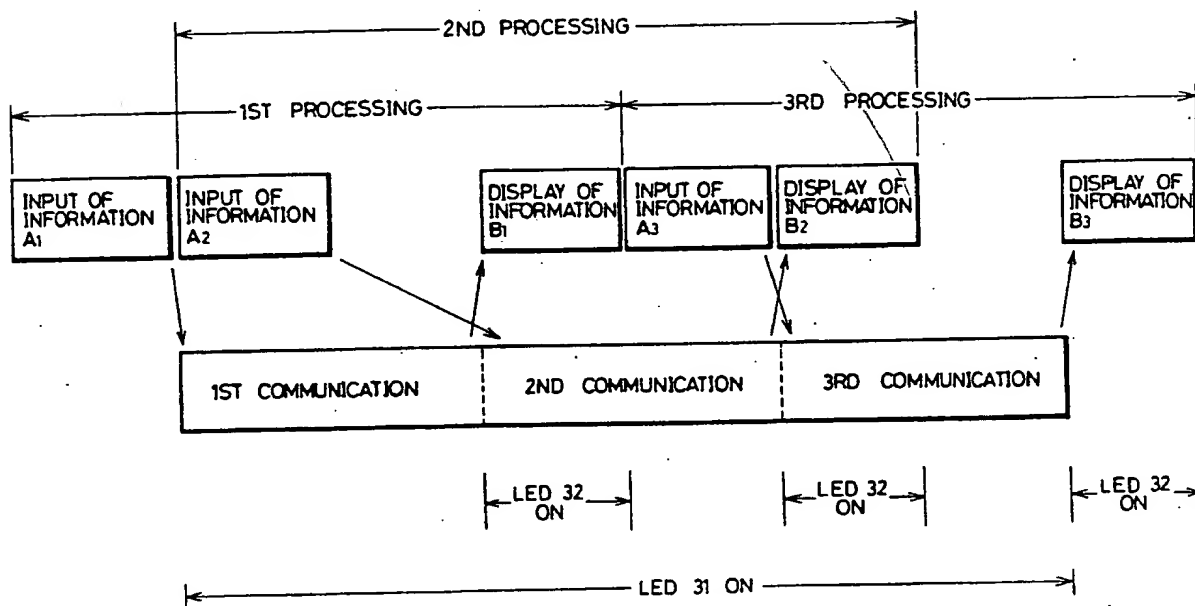 2ND PROCESSING
1ST PROCESSING
3RD PROCESSING
INPUT OF
INFORMATION
A1
INPUT OF
INFORMATION
A2
DISPLAY OF
INFORMATION
B1
INPUT OF
INFORMATION
A3
DISPLAY OF
INFORMATION
B2
DISPLAY OF
INFORMATION
B3
1ST COMMUNICATION
2ND COMMUNICATION
3RD COMMUNICATION
LED 32
ON
LED 32
ON
LED 32
ON
LED 31 ON